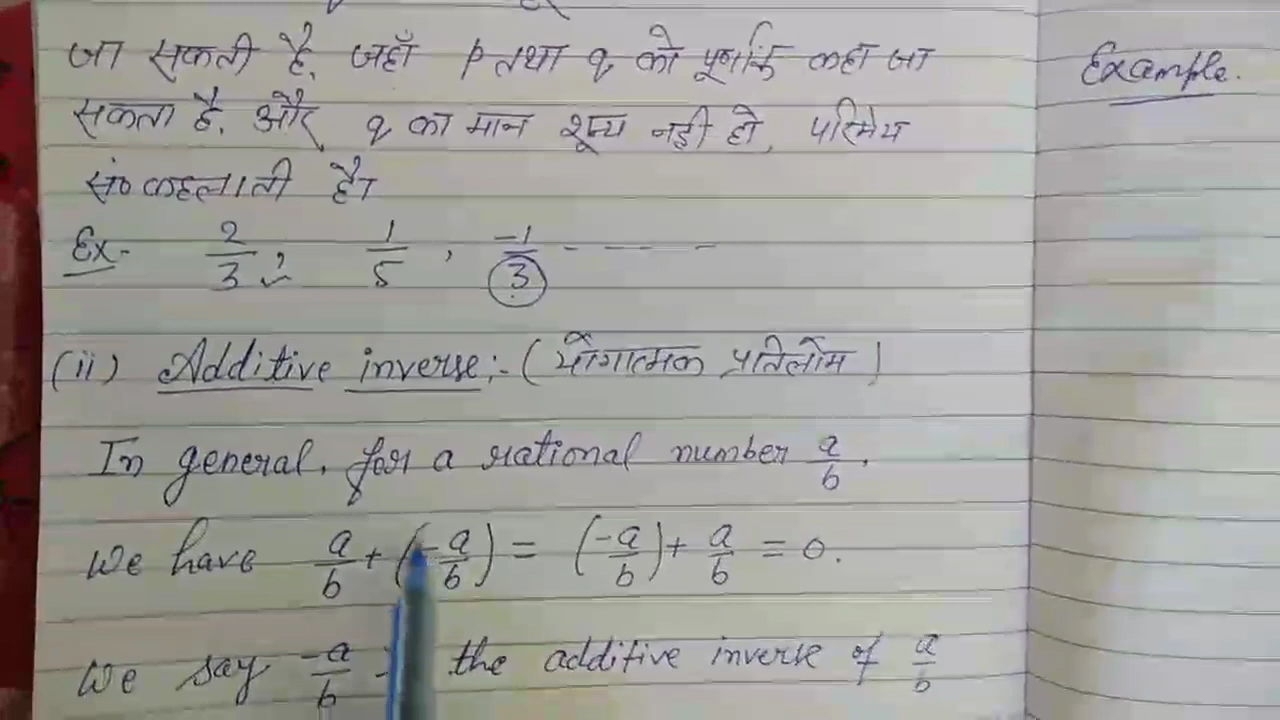 जा सकती है, जहाँ p तथा q को पूर्णांक कहा जा
Example.
सकता है. और, q का मान शून्य नहीं हो, परिमेय
सं० कहलाती है।
Ex- 2/3, 1/5, -1/3 - - - -
(ii) Additive inverse:- (योगात्मक प्रतिलोम)
In general. for a rational number a/b.
We have a/b + (-a/b) = (-a/b) + a/b = 0.
We say -a/b the additive inverse of a/b